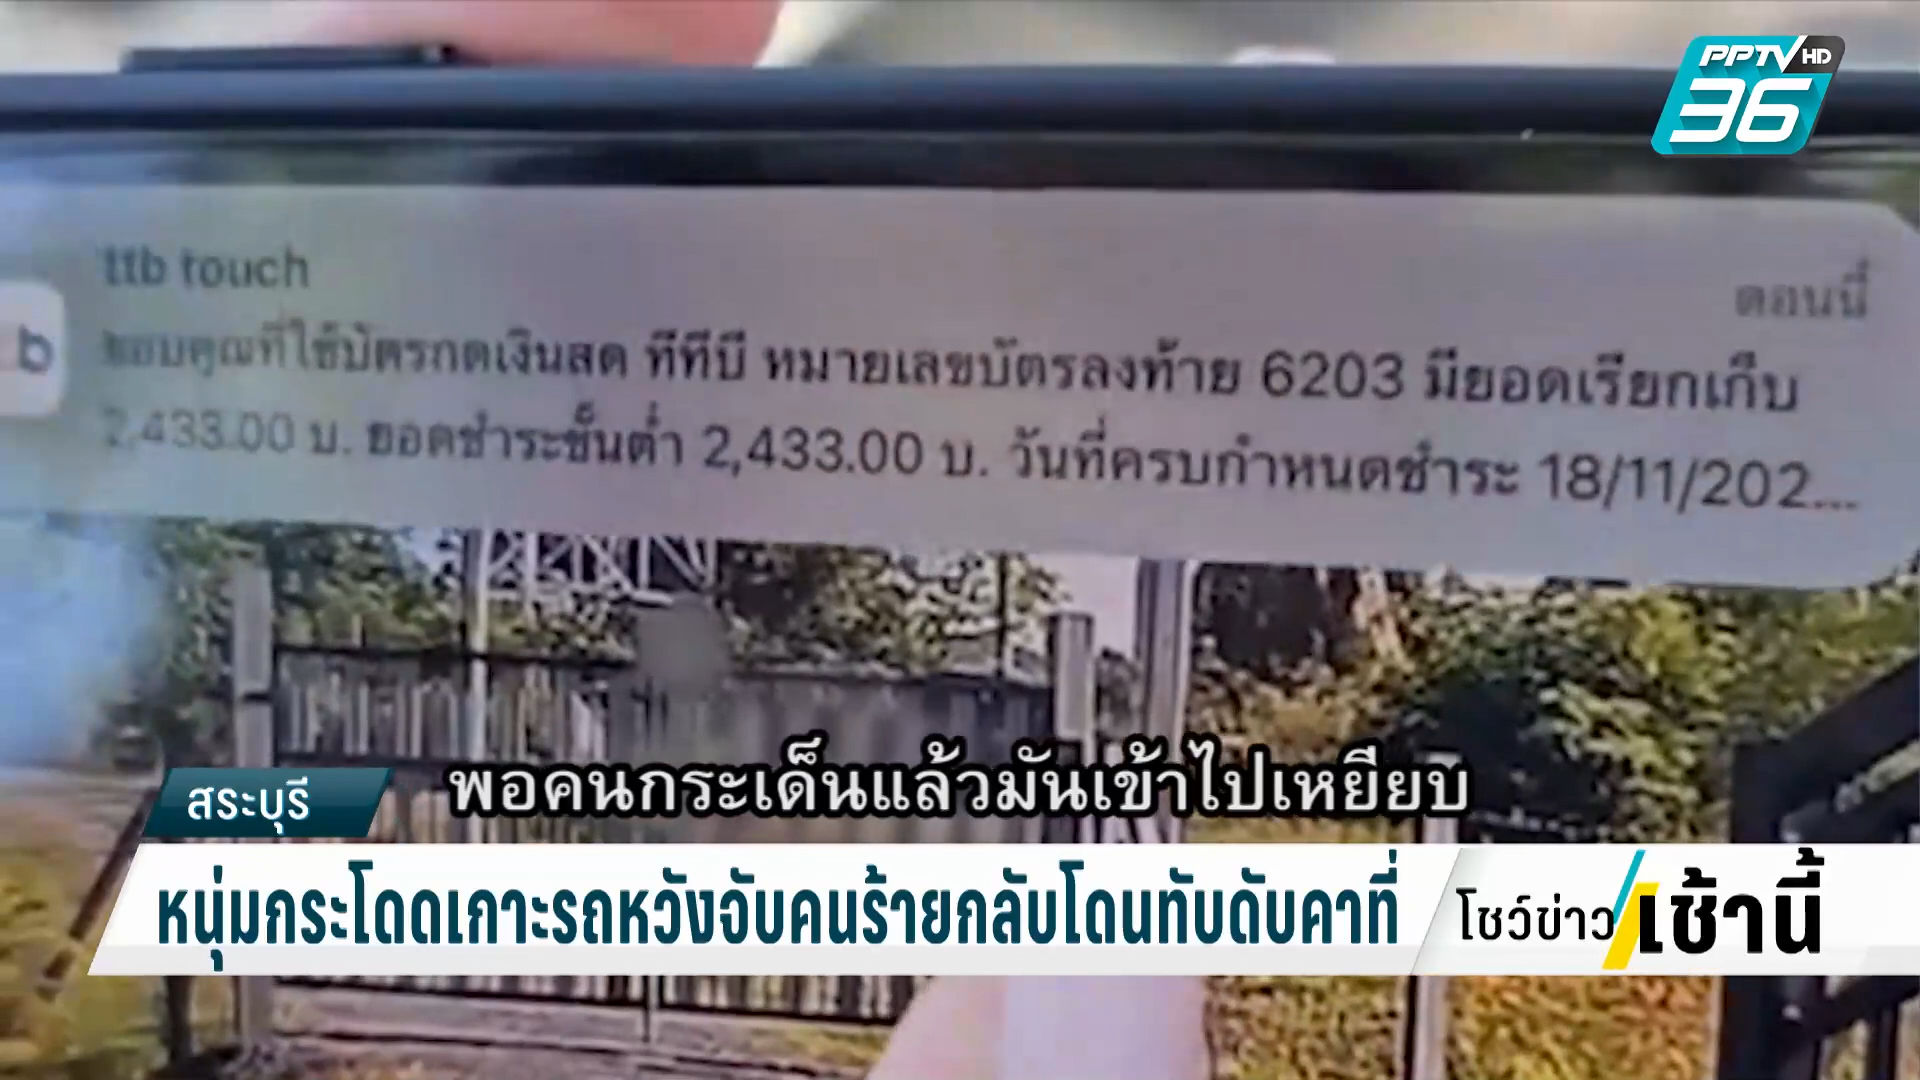 PPTV HD
36
ttb touch
ตอนนี้
ขอบคุณที่ใช้บัตรกดเงินสด ทีทีบี หมายเลขบัตรลงท้าย 6203 มียอดเรียกเก็บ
2,433.00 บ. ยอดชำระขั้นต่ำ 2,433.00 บ. วันที่ครบกำหนดชำระ 18/11/202...
b
พอคนกระเด็นแล้วมันเข้าไปเหยียบ
สระบุรี
หนุ่มกระโดดเกาะรถหวังจับคนร้ายกลับโดนทับดับคาที่
โชว์ข่าว เช้านี้